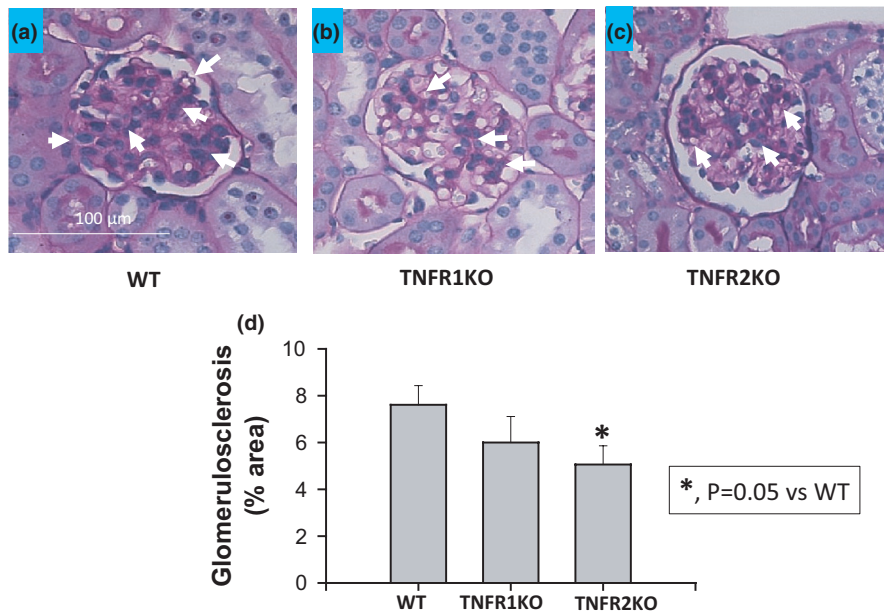 (a)
(b)
(c)
100 µm
WT
TNFR1KO
TNFR2KO
(d)
Glomerulosclerosis
(% area)
10
8
6
4
2
0
*
*, P=0.05 vs WT
WT
TNFR1KO
TNFR2KO